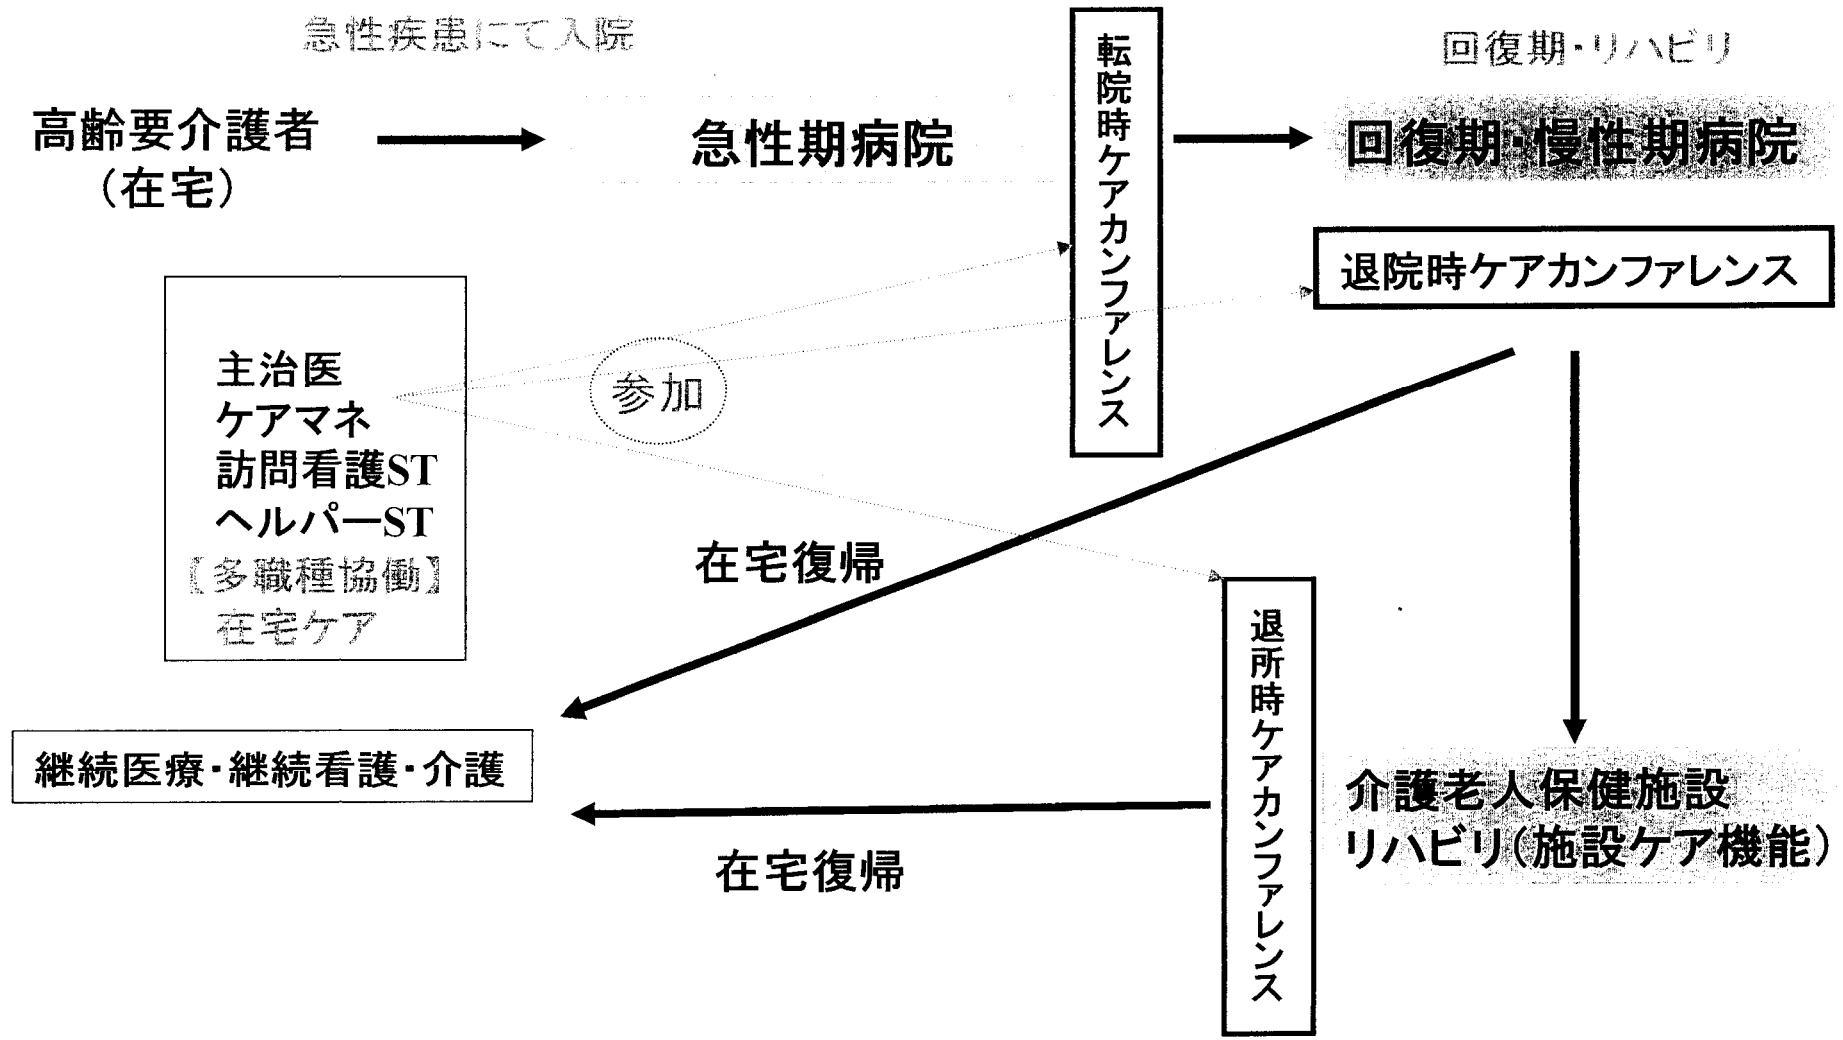 急性疾患にて入院
回復期・リハビリ
高齢要介護者
（在宅）
急性期病院
転院時ケアカンファレンス
回復期・慢性期病院
退院時ケアカンファレンス
主治医
ケアマネ
訪問看護ST
ヘルパーST
【多職種協働】
在宅ケア
参加
在宅復帰
退所時ケアカンファレンス
継続医療・継続看護・介護
在宅復帰
介護老人保健施設
リハビリ（施設ケア機能）